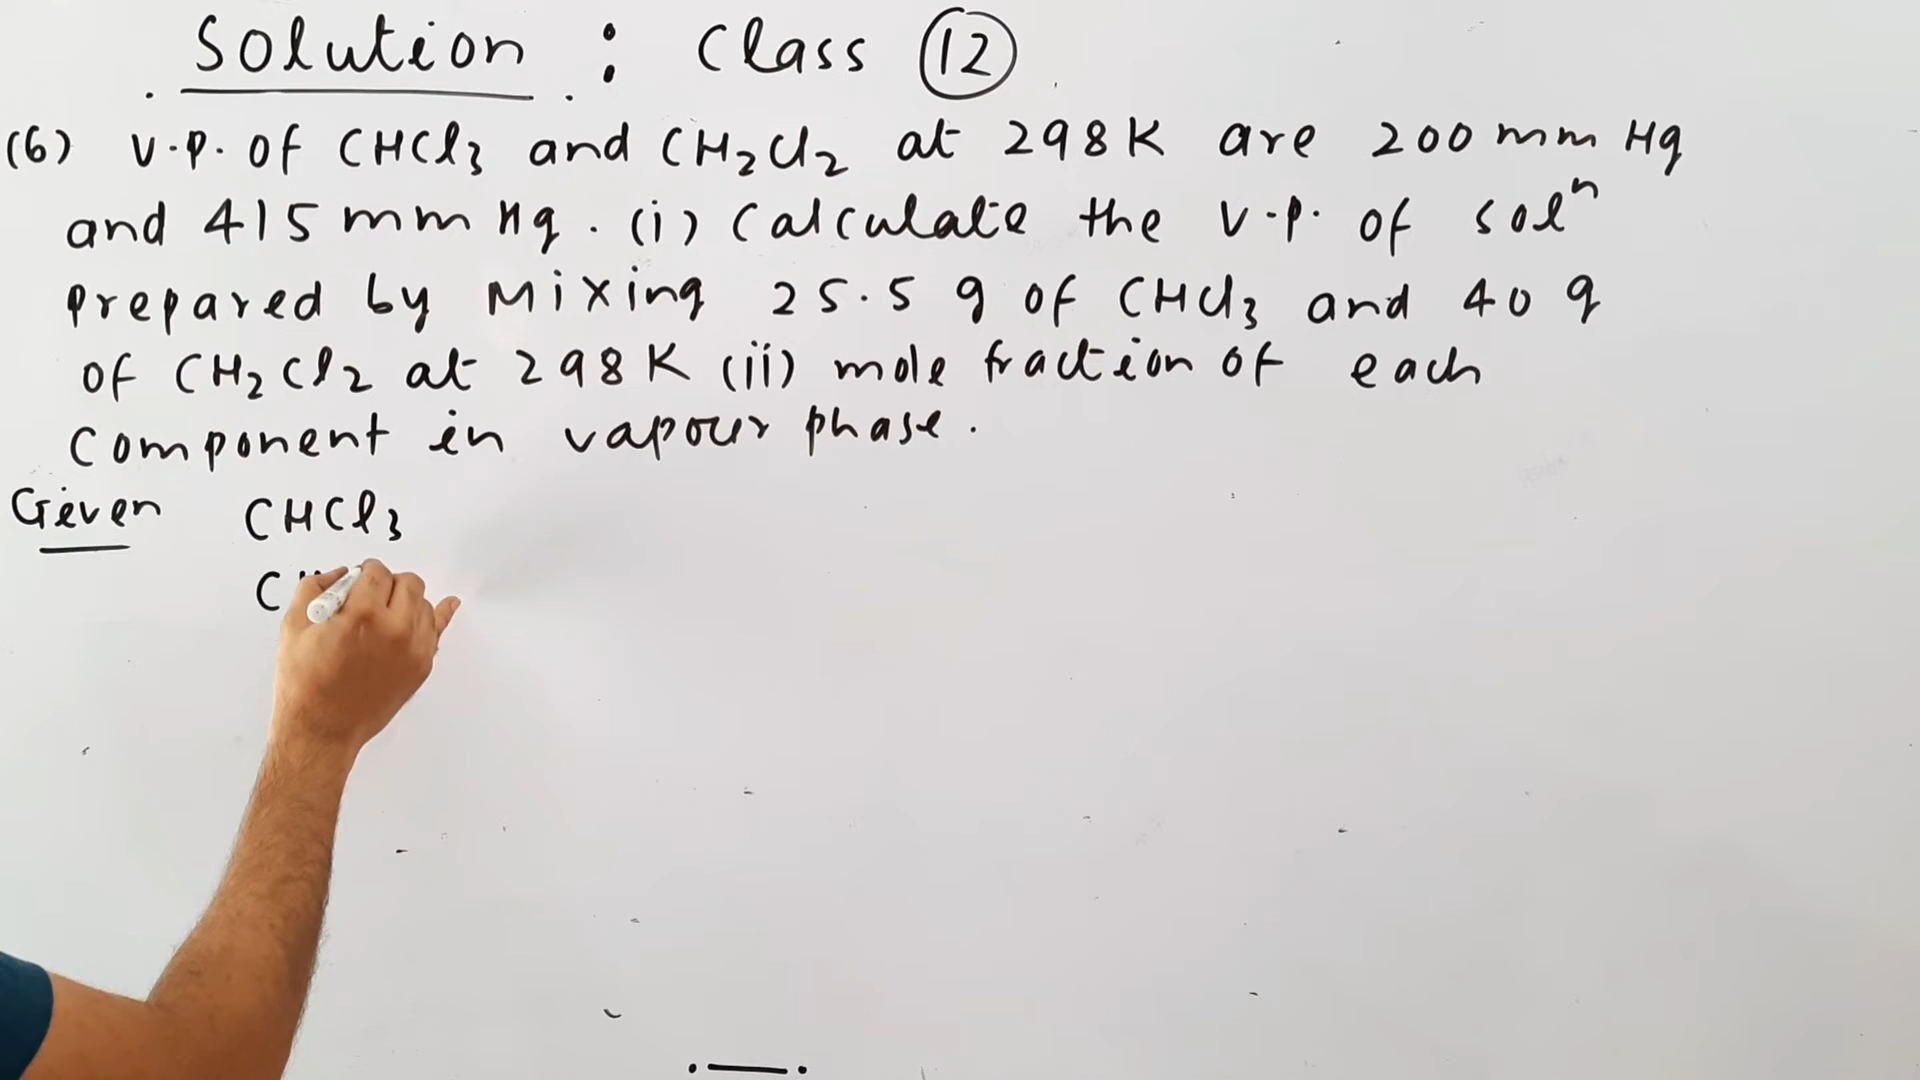 Solution : Class 12
(6) V.P. of CHCl3 and CH2Cl2 at 298K are 200 mm Hg
and 415 mm Hg. (i) Calculate the V.P. of solⁿ
prepared by Mixing 25.5 g of CHCl3 and 40 g
of CH2Cl2 at 298K (ii) mole fraction of each
component in vapour phase.
Given CHCl3
C